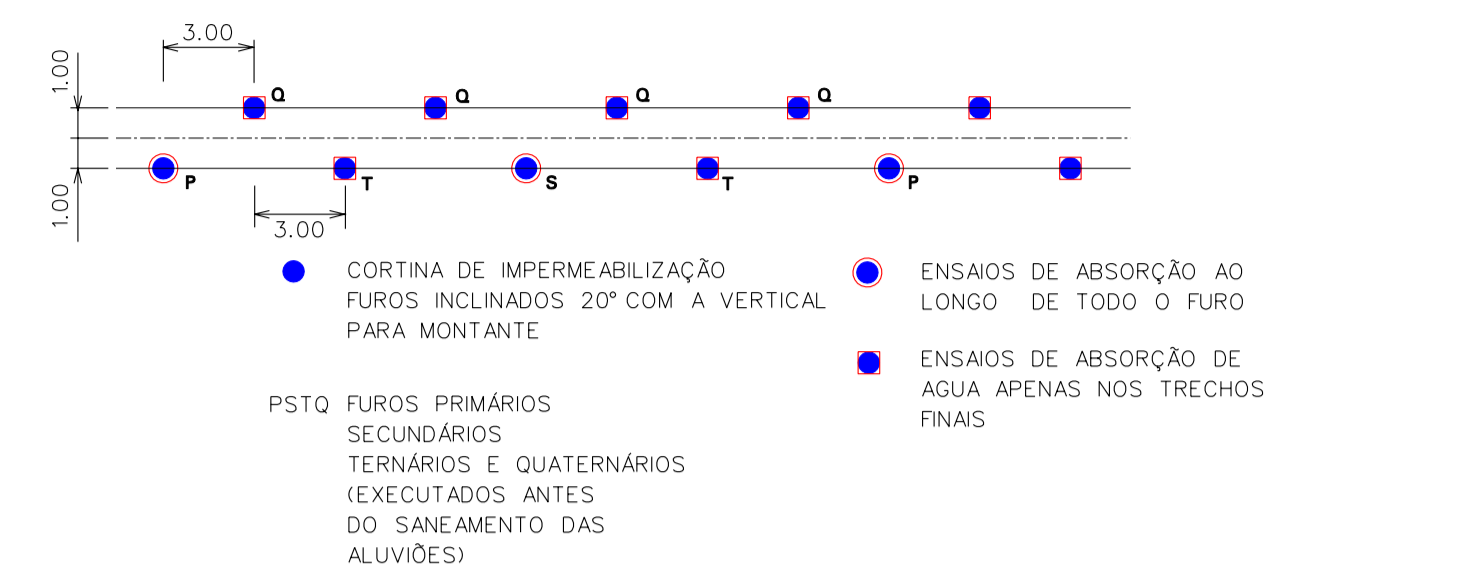 3.00
1.00
Q
Q
Q
Q
P
T
S
T
P
1.00
3.00
CORTINA DE IMPERMEABILIZAÇÃO
FUROS INCLINADOS 20° COM A VERTICAL
PARA MONTANTE
ENSAIOS DE ABSORÇÃO AO
LONGO DE TODO O FURO
ENSAIOS DE ABSORÇÃO DE
AGUA APENAS NOS TRECHOS
FINAIS
PSTQ FUROS PRIMÁRIOS
SECUNDÁRIOS
TERNÁRIOS E QUATERNÁRIOS
(EXECUTADOS ANTES
DO SANEAMENTO DAS
ALUVIÕES)